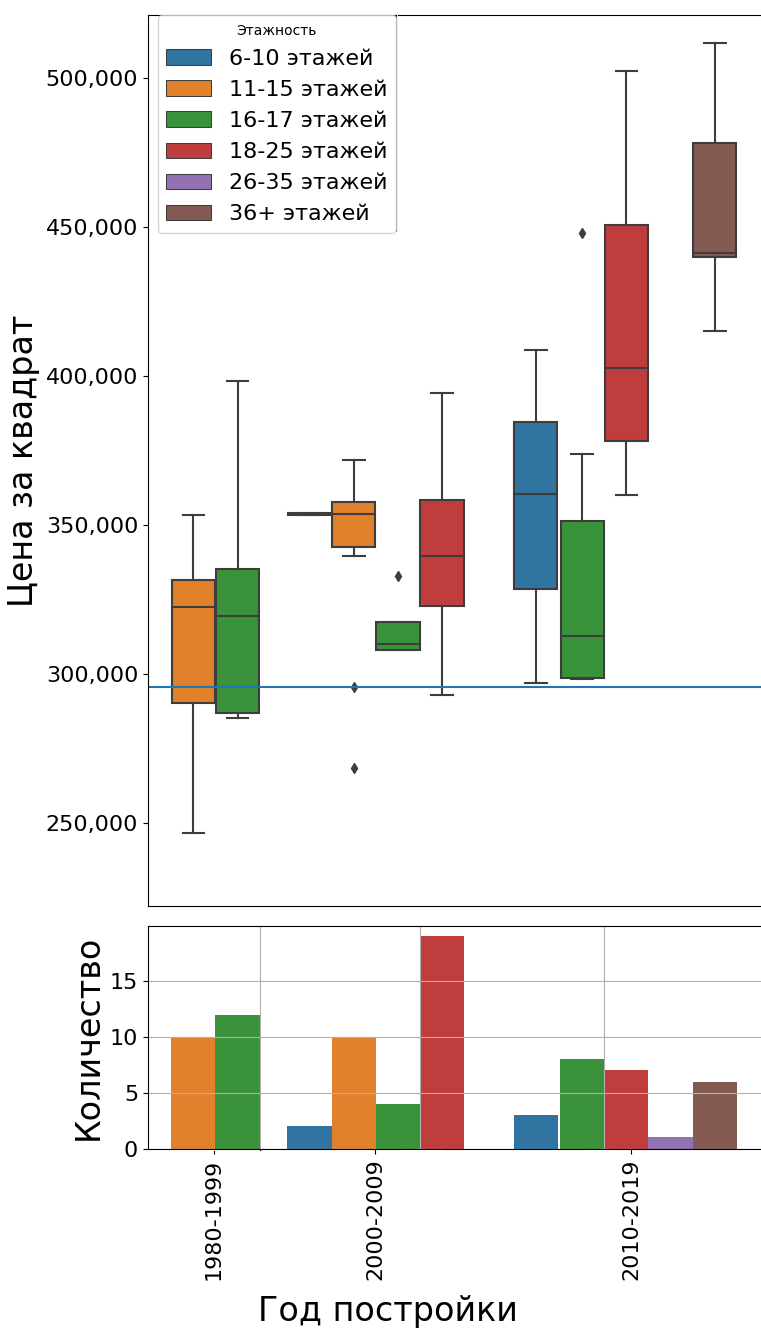 Этажность
6-10 этажей
11-15 этажей
16-17 этажей
18-25 этажей
26-35 этажей
36+ этажей
500,000
450,000
400,000
350,000
300,000
250,000
Цена за квадрат
15
10
5
0
Количество
1980-1999
2000-2009
2010-2019
Год постройки